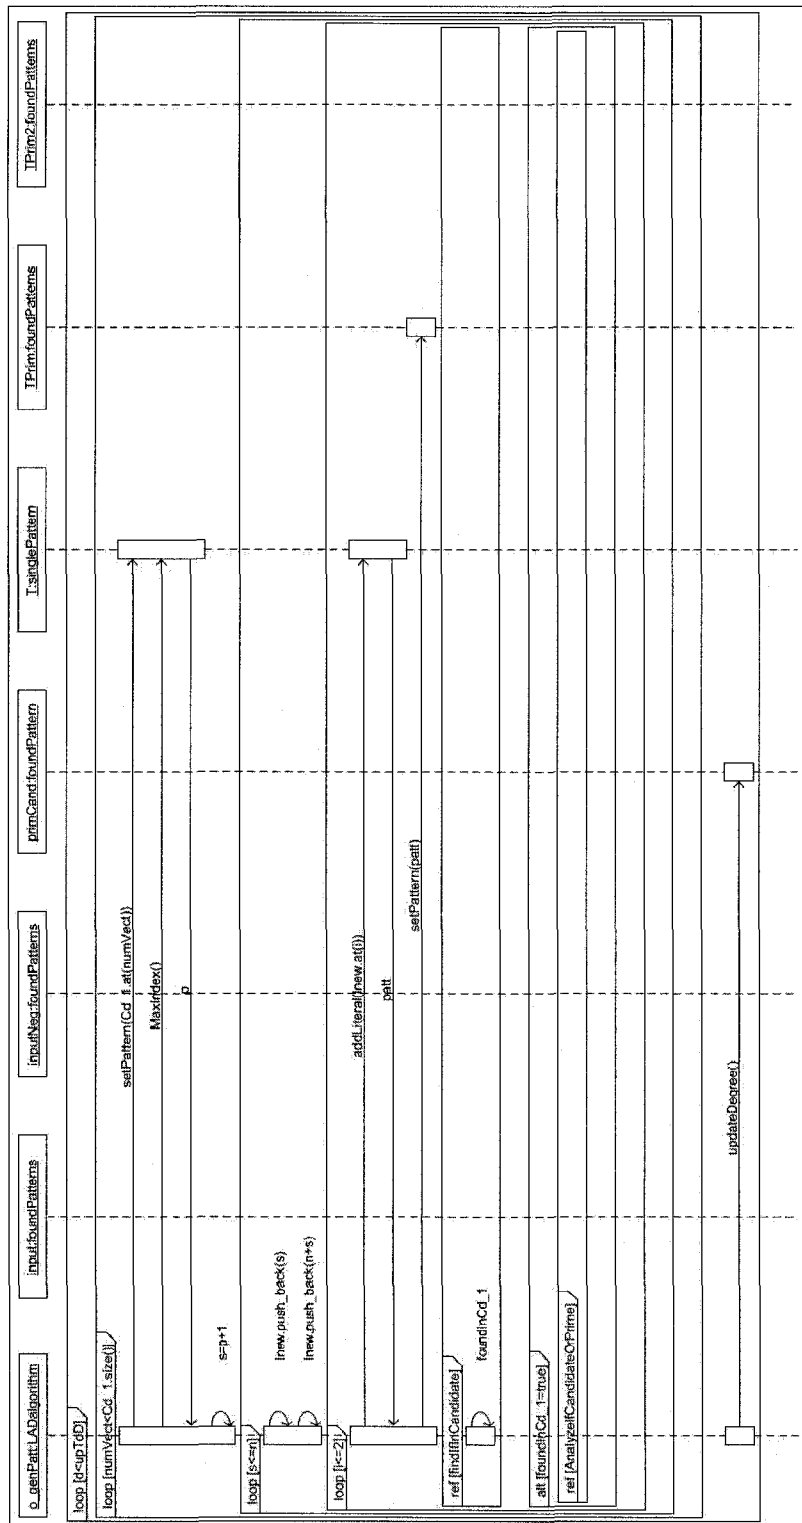 o_genPatt:LADalgorithm
input:foundPatterns
inputNeg:foundPatterns
primCand:foundPattern
T:singlePattern
TPrim:foundPatterns
TPrim2:foundPatterns
loop [d<upToD]
loop [numVect<Cd_1.size()]
setPattern(Cd_1.at(numVect))
MaxIndex()
p
s=p+1
loop [s<=n]
lnew.push_back(s)
lnew.push_back(n+s)
loop [i<=2]
addLiteral(lnew.at(i))
patt
setPattern(patt)
ref [findIfInCandidate]
foundInCd_1
alt [foundInCd_1=true]
ref [AnalyzeIfCandidateOrPrime]
updateDegree()